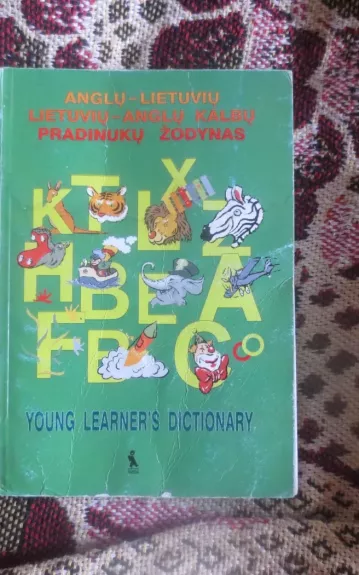 ANGLŲ - LIETUVIŲ
LIETUVIŲ - ANGLŲ KALBŲ
PRADINUKŲ ŽODYNAS
YOUNG LEARNER'S DICTIONARY